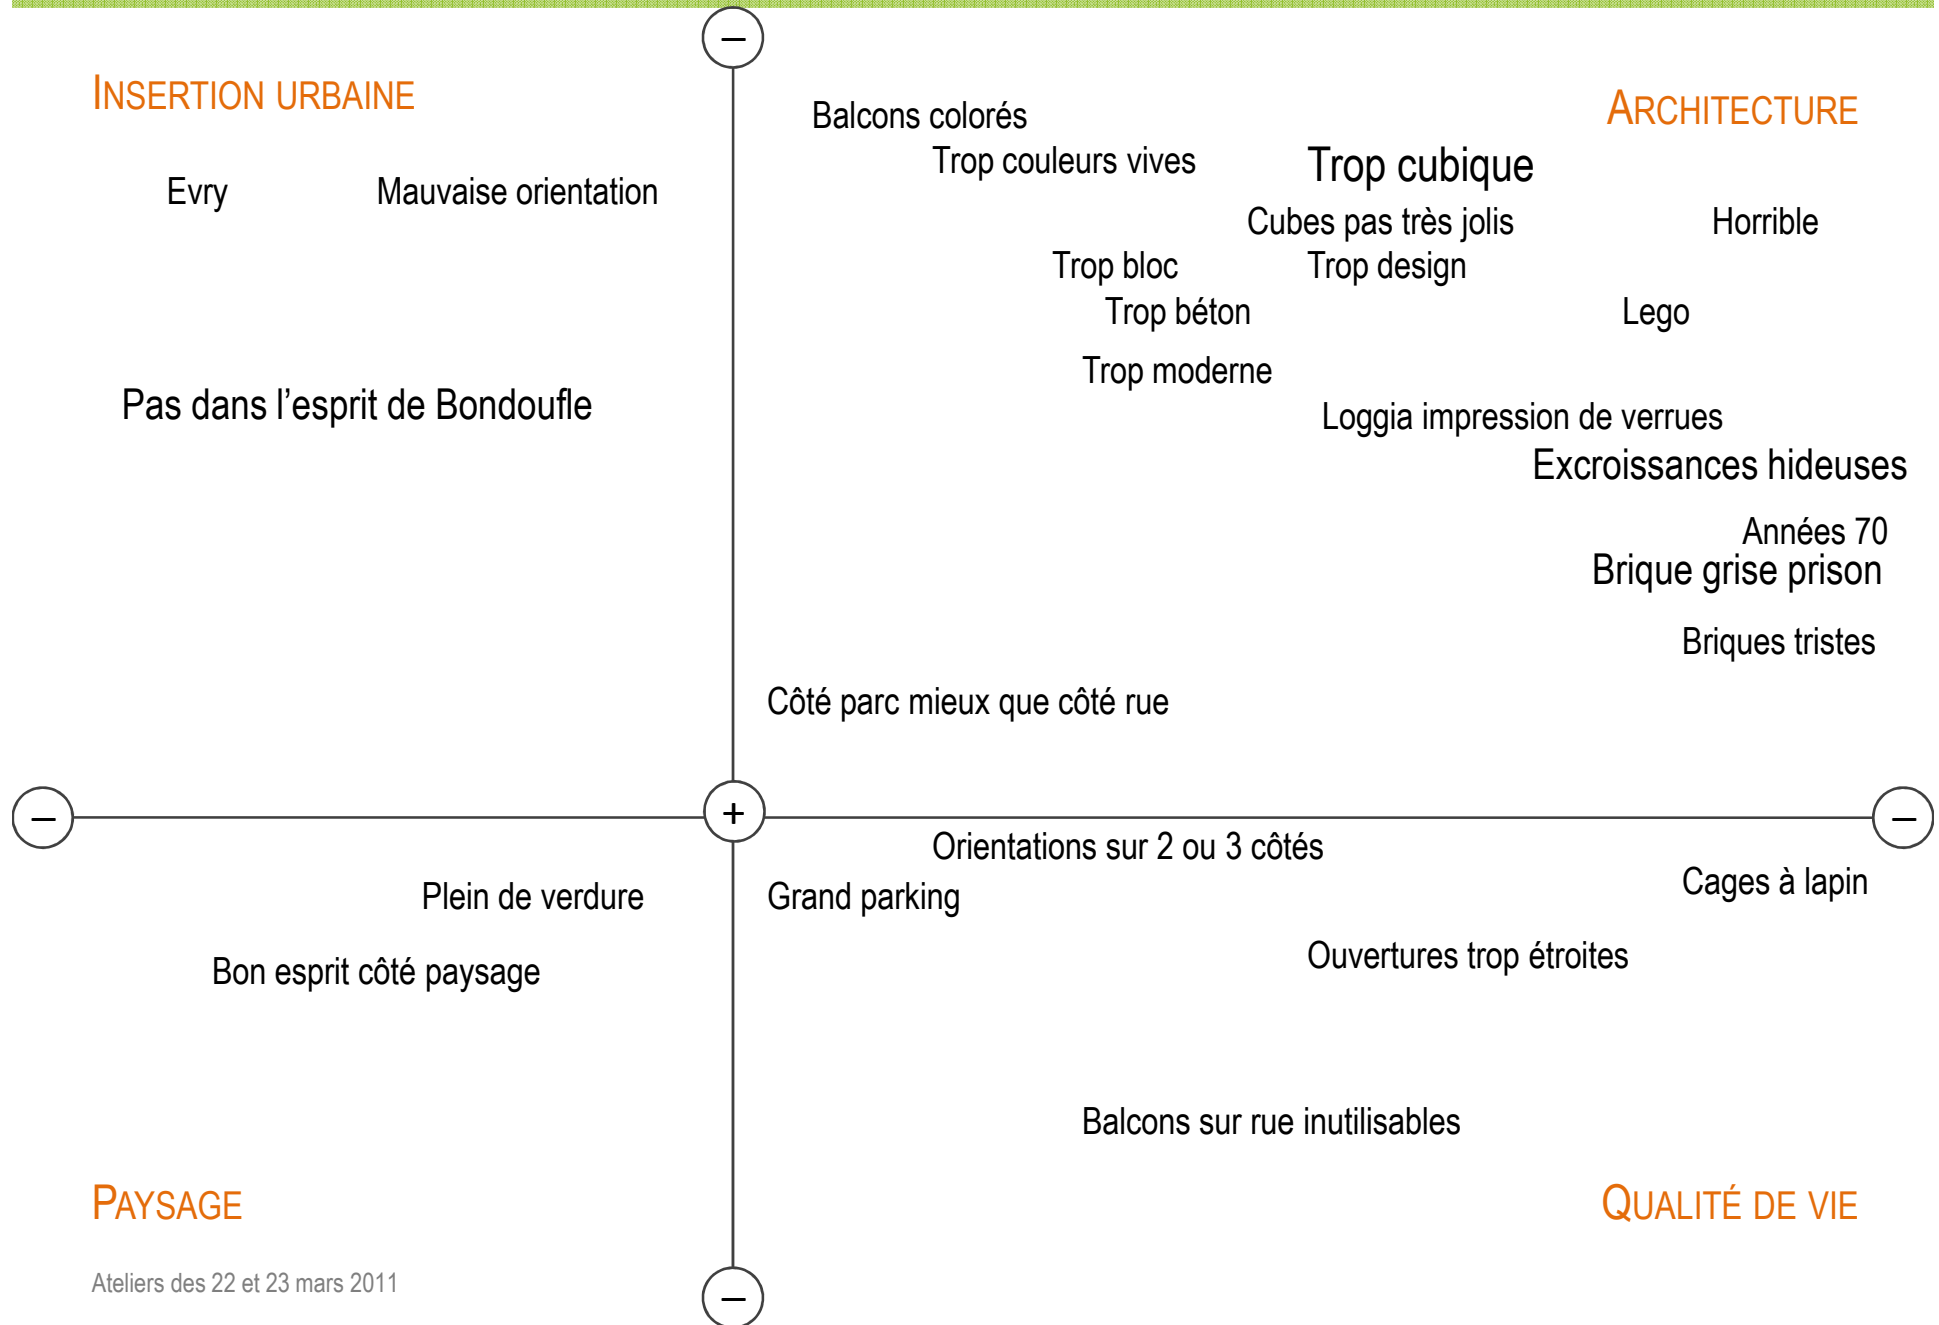 –
INSERTION URBAINE
ARCHITECTURE
Balcons colorés
Trop couleurs vives
Trop cubique
Evry
Mauvaise orientation
Cubes pas très jolis
Horrible
Trop bloc
Trop design
Trop béton
Lego
Trop moderne
Pas dans l’esprit de Bondoufle
Loggia impression de verrues
Excroissances hideuses
Années 70
Brique grise prison
Briques tristes
Côté parc mieux que côté rue
–
+
–
Orientations sur 2 ou 3 côtés
Plein de verdure
Grand parking
Cages à lapin
Bon esprit côté paysage
Ouvertures trop étroites
Balcons sur rue inutilisables
PAYSAGE
QUALITÉ DE VIE
Ateliers des 22 et 23 mars 2011
–